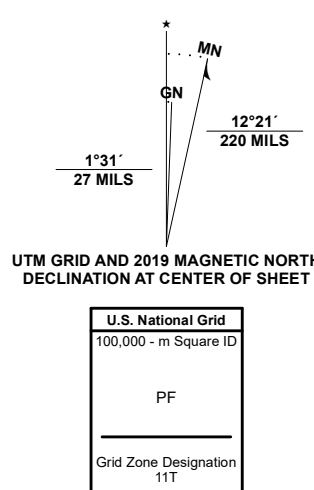 ★
MN
GN
12°21´
220 MILS
1°31´
27 MILS
UTM GRID AND 2019 MAGNETIC NORTH
DECLINATION AT CENTER OF SHEET
U.S. National Grid
100,000 - m Square ID
PF
Grid Zone Designation
11T